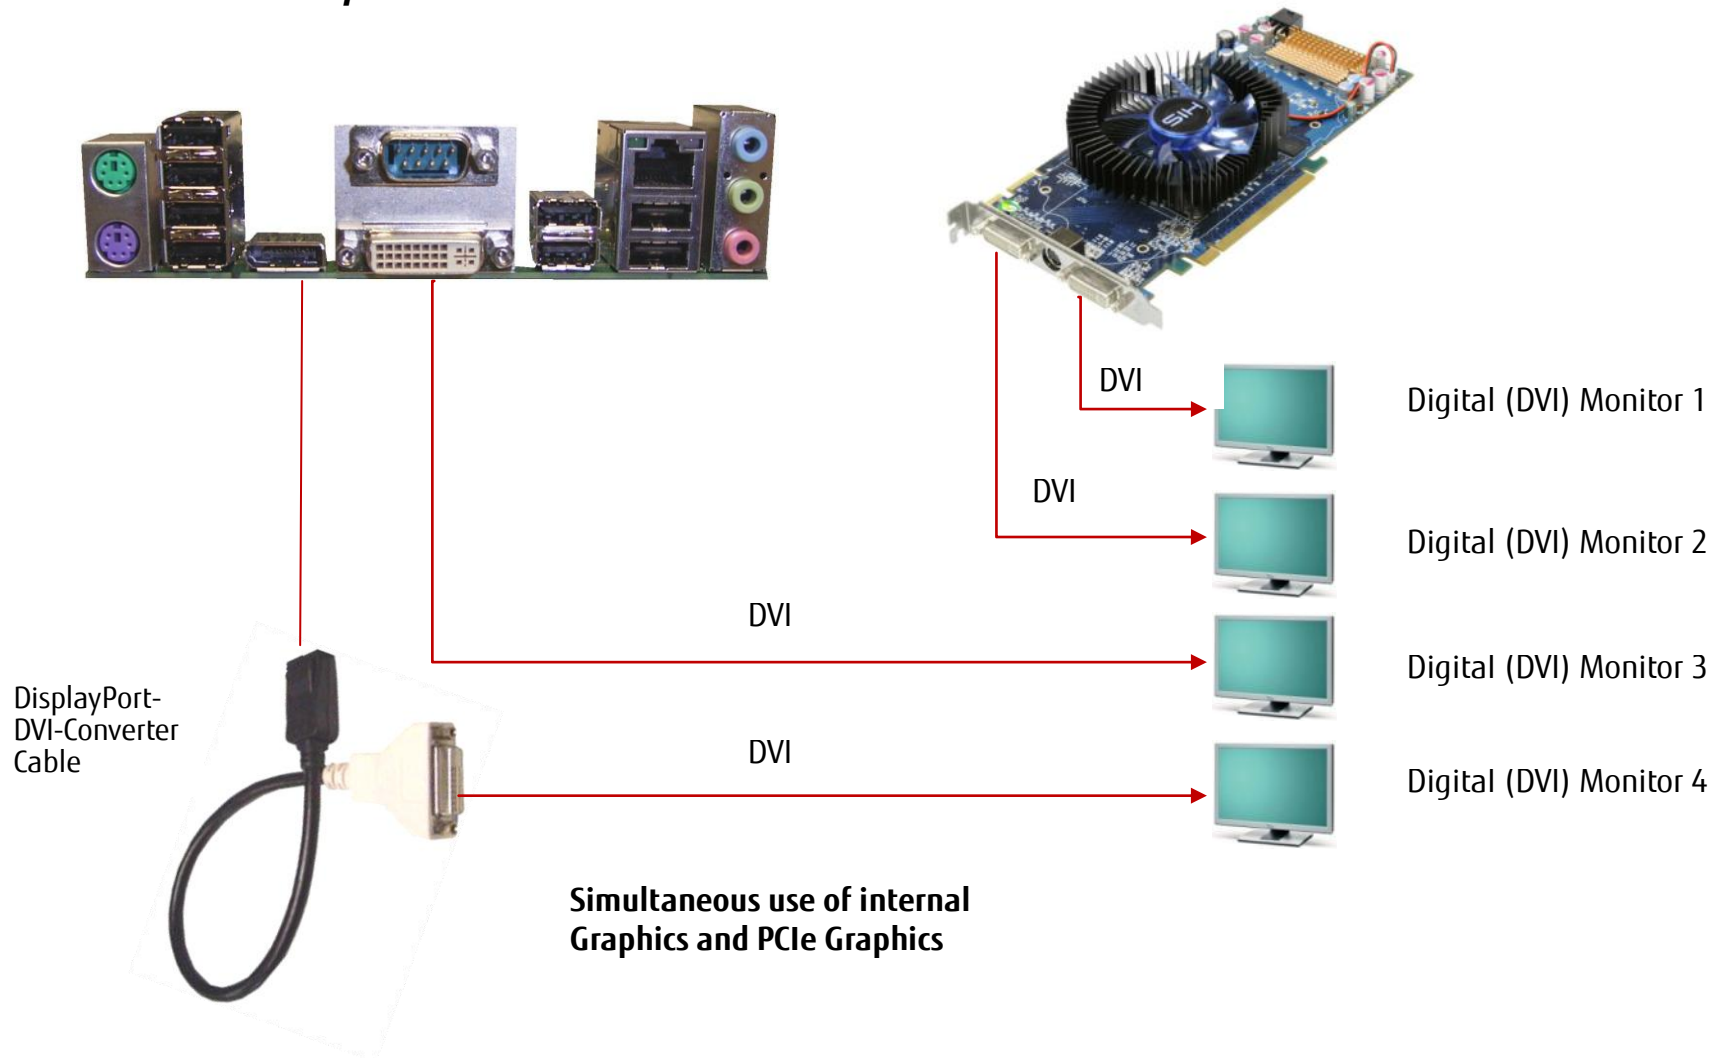 HIS
DVI
Digital (DVI) Monitor 1
DVI
Digital (DVI) Monitor 2
DVI
Digital (DVI) Monitor 3
DisplayPort-
DVI-Converter
Cable
DVI
Digital (DVI) Monitor 4
Simultaneous use of internal
Graphics and PCIe Graphics